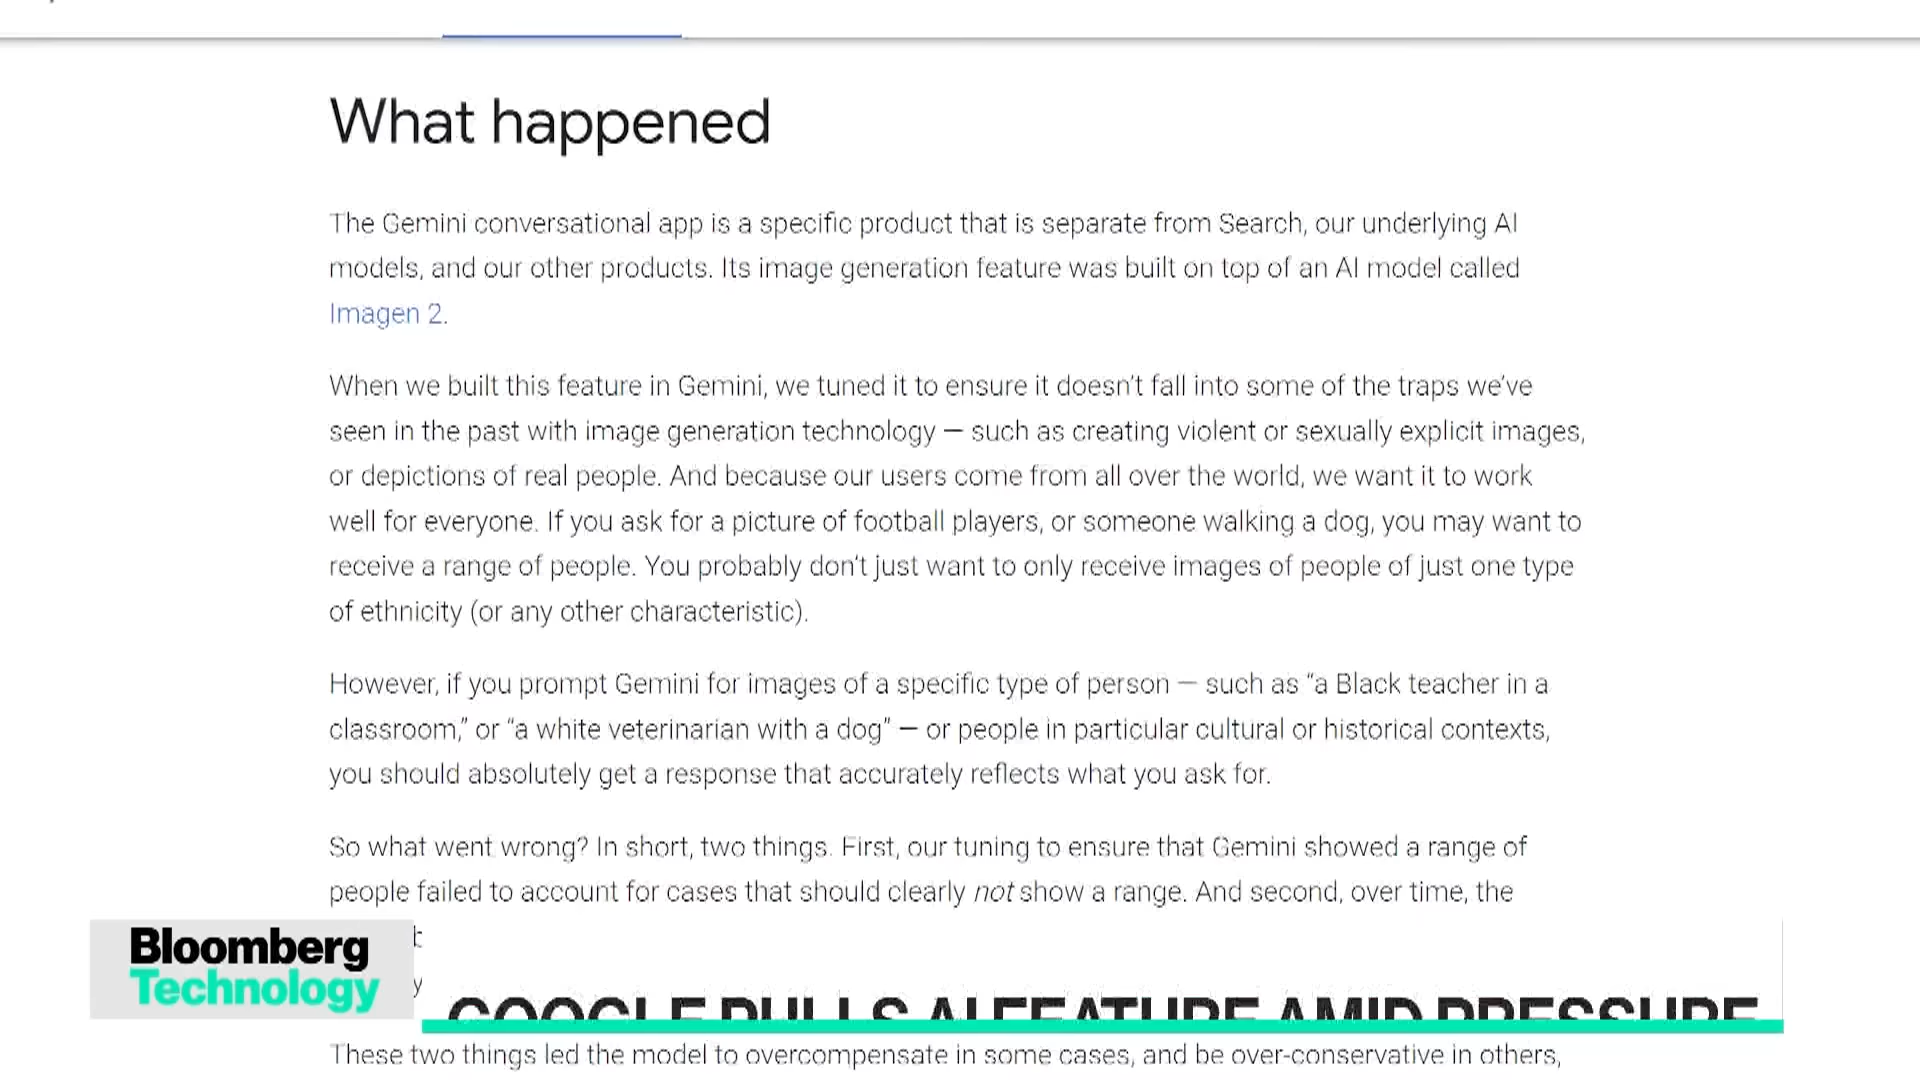 What happened
The Gemini conversational app is a specific product that is separate from Search, our underlying AI
models, and our other products. Its image generation feature was built on top of an AI model called
Imagen 2.
When we built this feature in Gemini, we tuned it to ensure it doesn't fall into some of the traps we've
seen in the past with image generation technology — such as creating violent or sexually explicit images,
or depictions of real people. And because our users come from all over the world, we want it to work
well for everyone. If you ask for a picture of football players, or someone walking a dog, you may want to
receive a range of people. You probably don't just want to only receive images of people of just one type
of ethnicity (or any other characteristic).
However, if you prompt Gemini for images of a specific type of person — such as “a Black teacher in a
classroom,” or “a white veterinarian with a dog” — or people in particular cultural or historical contexts,
you should absolutely get a response that accurately reflects what you ask for.
So what went wrong? In short, two things. First, our tuning to ensure that Gemini showed a range of
people failed to account for cases that should clearly not show a range. And second, over time, the
Bloomberg
Technology
GOOGLE PULLS AI FEATURE AMID PRESSURE
These two things led the model to overcompensate in some cases, and be over-conservative in others,